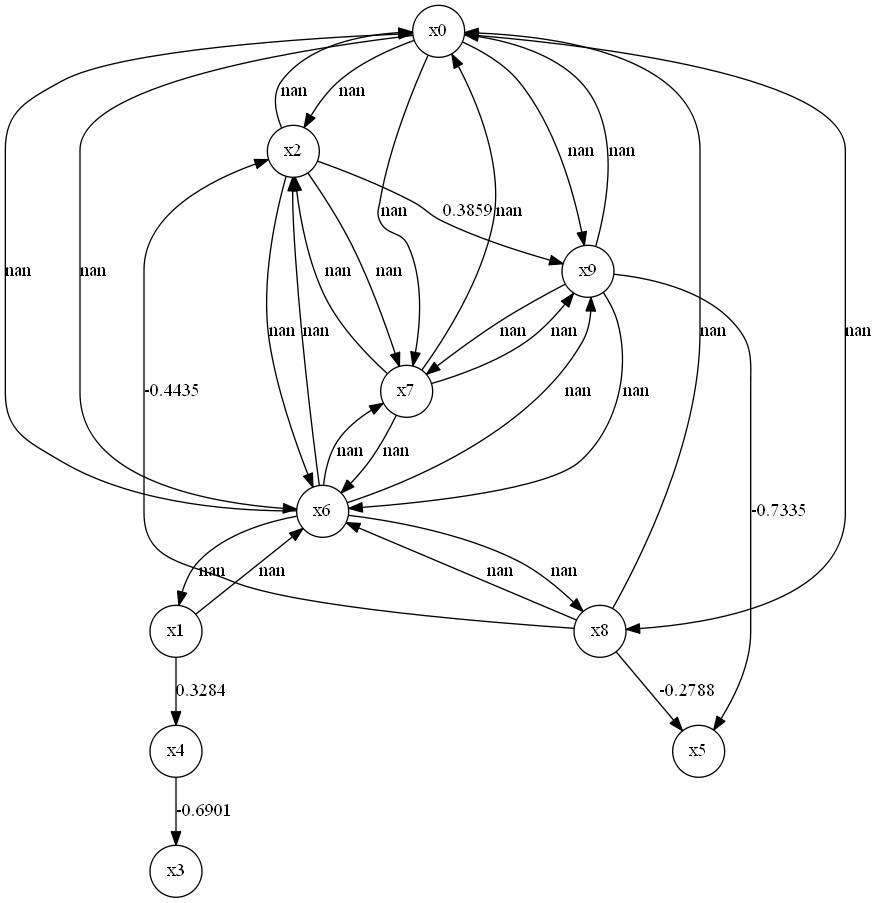 x0
nan nan
x2 nan nan
0.3859 nan nan
nan nan nan nan x9
nan nan nan nan nan nan
-0.4435 x7 nan nan
nan nan
x6 -0.7335
nan nan nan nan
x1 x8
0.3284 -0.2788
x4 x5
-0.6901
x3